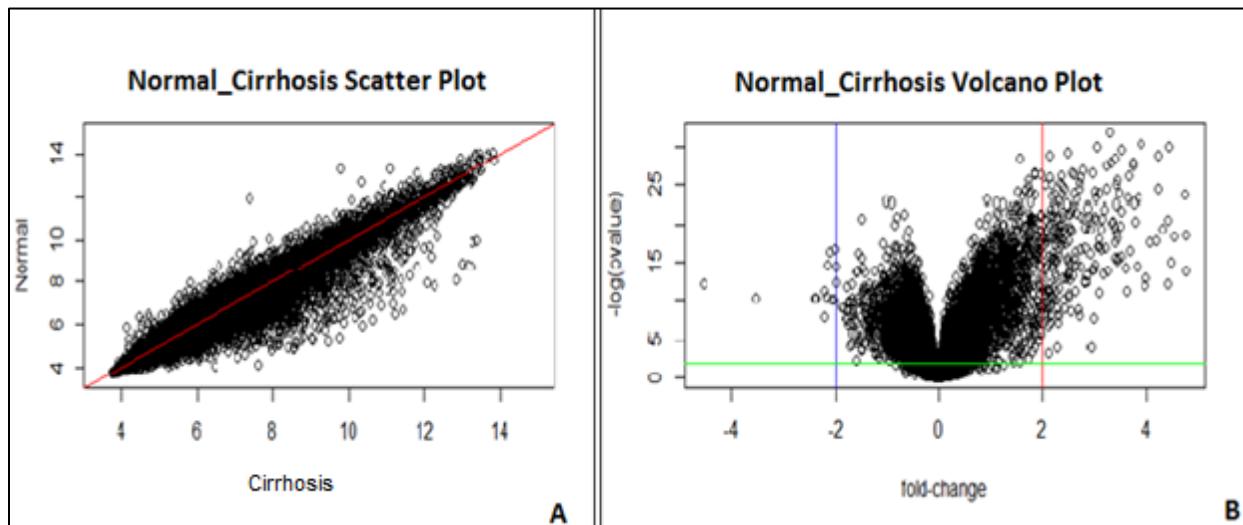 Normal_Cirrhosis Scatter Plot
Normal
14
10
8
6
4
4 6 8 10 12 14
Cirrhosis
A
Normal_Cirrhosis Volcano Plot
-log(pvalue)
25
15
5
0
-4 -2 0 2 4
fold-change
B